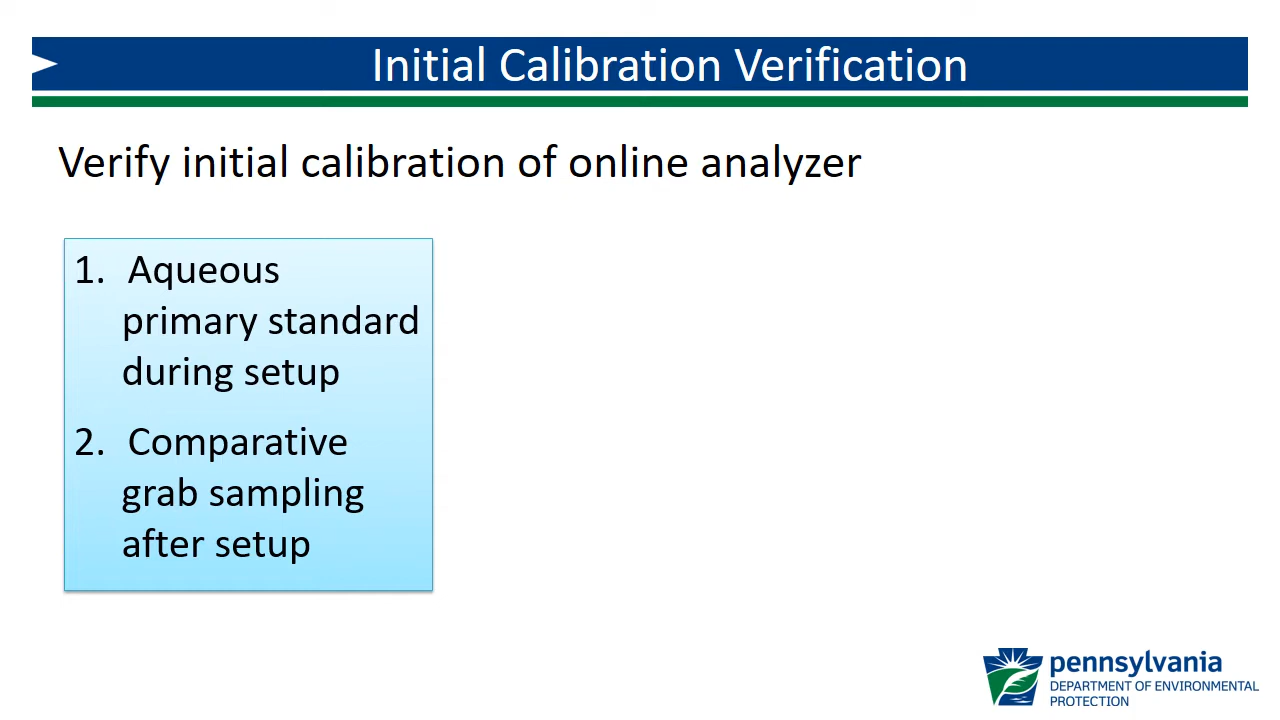 Initial Calibration Verification
Verify initial calibration of online analyzer
1. Aqueous
primary standard
during setup
2. Comparative
grab sampling
after setup
pennsylvania
DEPARTMENT OF ENVIRONMENTAL
PROTECTION